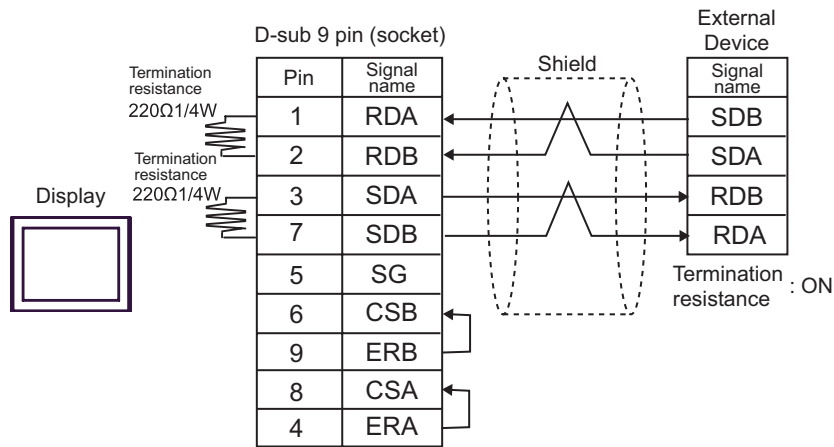 D-sub 9 pin (socket)
External
Device
Shield
Termination
resistance
220Ω1/4W
Pin
Signal
name
Signal
name
1 RDA SDB
2 RDB SDA
Termination
resistance
220Ω1/4W
3 SDA RDB
Display
7 SDB RDA
5 SG
Termination
resistance : ON
6 CSB
9 ERB
8 CSA
4 ERA